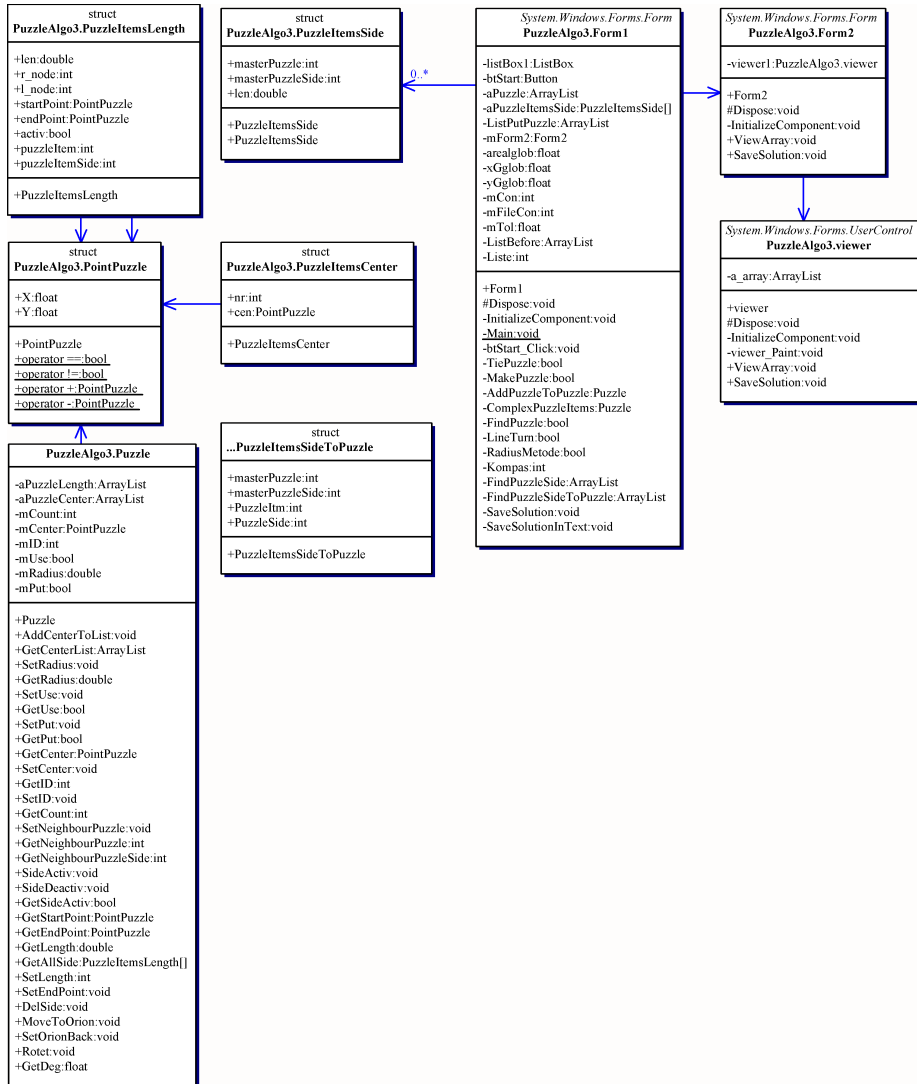 struct
PuzzleAlgo3.PuzzleItemsLength
+len:double
+r_node:int
+l_node:int
+startPoint:PointPuzzle
+endPoint:PointPuzzle
+activ:bool
+puzzleItem:int
+puzzleItemSide:int
+PuzzleItemsLength
struct
PuzzleAlgo3.PuzzleItemsSide
+masterPuzzle:int
+masterPuzzleSide:int
+len:double
+PuzzleItemsSide
+PuzzleItemsSide
0..*
System.Windows.Forms.Form
PuzzleAlgo3.Form1
-listBox1:ListBox
-btStart:Button
-aPuzzle:ArrayList
-aPuzzleItemsSide:PuzzleItemsSide[]
-ListPutPuzzle:ArrayList
-mForm2:Form2
-arealglob:float
-xGglob:float
-yGglob:float
-mCon:int
-mFileCon:int
-mTol:float
-ListBefore:ArrayList
-Liste:int
+Form1
#Dispose:void
-InitializeComponent:void
-Main:void
-btStart_Click:void
-TiePuzzle:bool
-MakePuzzle:bool
-AddPuzzleToPuzzle:Puzzle
-ComplexPuzzleItems:Puzzle
-FindPuzzle:bool
-LineTurn:bool
-RadiusMetode:bool
-Kompas:int
-FindPuzzleSide:ArrayList
-FindPuzzleSideToPuzzle:ArrayList
-SaveSolution:void
-SaveSolutionInText:void
System.Windows.Forms.Form
PuzzleAlgo3.Form2
-viewer1:PuzzleAlgo3.viewer
+Form2
#Dispose:void
-InitializeComponent:void
+ViewArray:void
+SaveSolution:void
System.Windows.Forms.UserControl
PuzzleAlgo3.viewer
-a_array:ArrayList
+viewer
#Dispose:void
-InitializeComponent:void
-viewer_Paint:void
+ViewArray:void
+SaveSolution:void
struct
PuzzleAlgo3.PointPuzzle
+X:float
+Y:float
+PointPuzzle
+operator ==:bool
+operator !=:bool
+operator +:PointPuzzle
+operator -:PointPuzzle
struct
PuzzleAlgo3.PuzzleItemsCenter
+nr:int
+cen:PointPuzzle
+PuzzleItemsCenter
struct
...PuzzleItemsSideToPuzzle
+masterPuzzle:int
+masterPuzzleSide:int
+PuzzleItm:int
+PuzzleSide:int
+PuzzleItemsSideToPuzzle
PuzzleAlgo3.Puzzle
-aPuzzleLength:ArrayList
-aPuzzleCenter:ArrayList
-mCount:int
-mCenter:PointPuzzle
-mID:int
-mUse:bool
-mRadius:double
-mPut:bool
+Puzzle
+AddCenterToList:void
+GetCenterList:ArrayList
+SetRadius:void
+GetRadius:double
+SetUse:void
+GetUse:bool
+SetPut:void
+GetPut:bool
+GetCenter:PointPuzzle
+SetCenter:void
+GetID:int
+SetID:void
+GetCount:int
+SetNeighbourPuzzle:void
+GetNeighbourPuzzle:int
+GetNeighbourPuzzleSide:int
+SideActiv:void
+SideDeactiv:void
+GetSideActiv:bool
+GetStartPoint:PointPuzzle
+GetEndPoint:PointPuzzle
+GetLength:double
+GetAllSide:PuzzleItemsLength[]
+SetLength:int
+SetEndPoint:void
+DelSide:void
+MoveToOrion:void
+SetOrionBack:void
+Rotet:void
+GetDeg:float